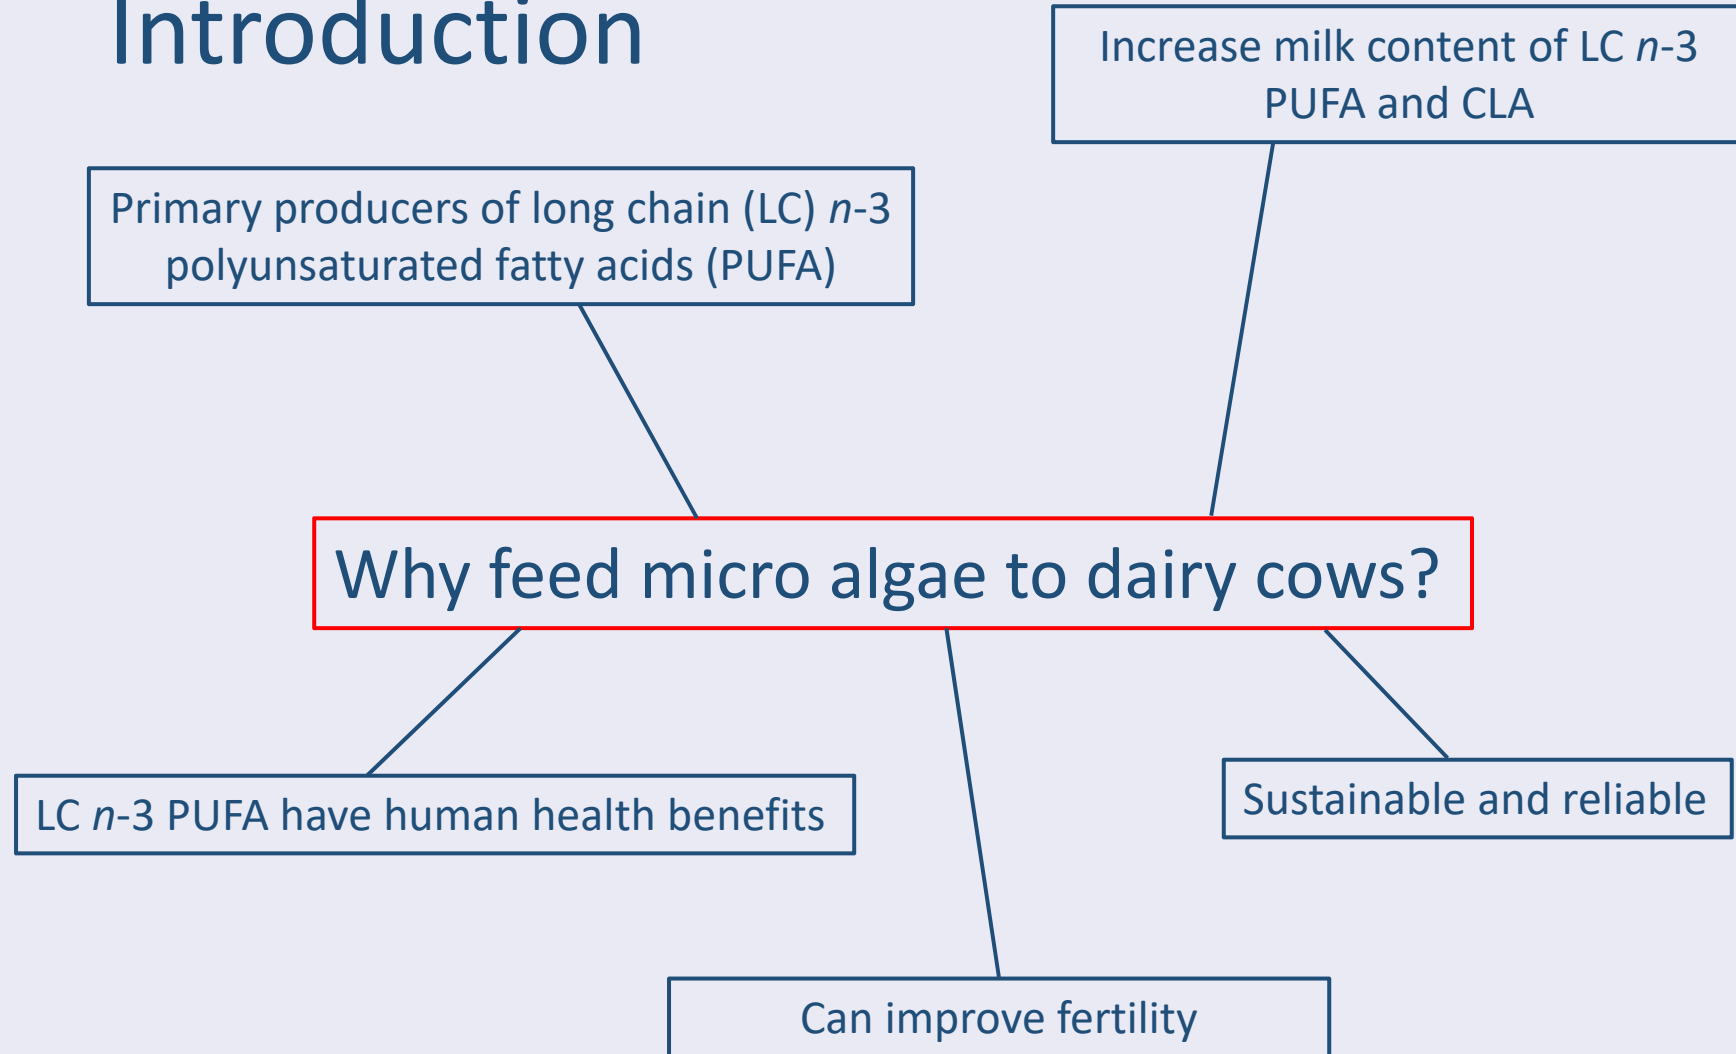 Introduction
Increase milk content of LC n-3
PUFA and CLA
Primary producers of long chain (LC) n-3
polyunsaturated fatty acids (PUFA)
Why feed micro algae to dairy cows?
LC n-3 PUFA have human health benefits
Sustainable and reliable
Can improve fertility